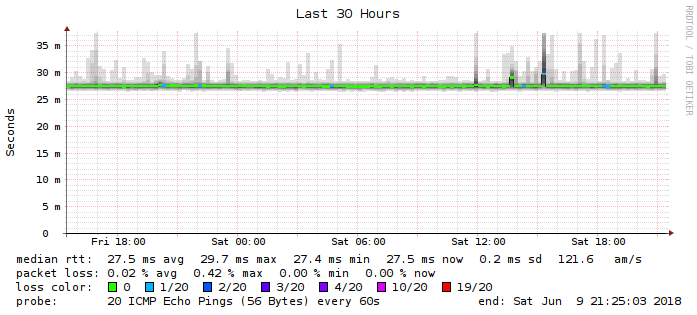 Last 30 Hours
RRDTOOL / TOBI OETIKER
Seconds
35 m
30 m
25 m
20 m
15 m
10 m
5 m
0
Fri 18:00 Sat 00:00 Sat 06:00 Sat 12:00 Sat 18:00
median rtt: 27.5 ms avg 29.7 ms max 27.4 ms min 27.5 ms now 0.2 ms sd 121.6 am/s
packet loss: 0.02 % avg 0.42 % max 0.00 % min 0.00 % now
loss color: 0 1/20 2/20 3/20 4/20 10/20 19/20
probe: 20 ICMP Echo Pings (56 Bytes) every 60s end: Sat Jun 9 21:25:03 2018